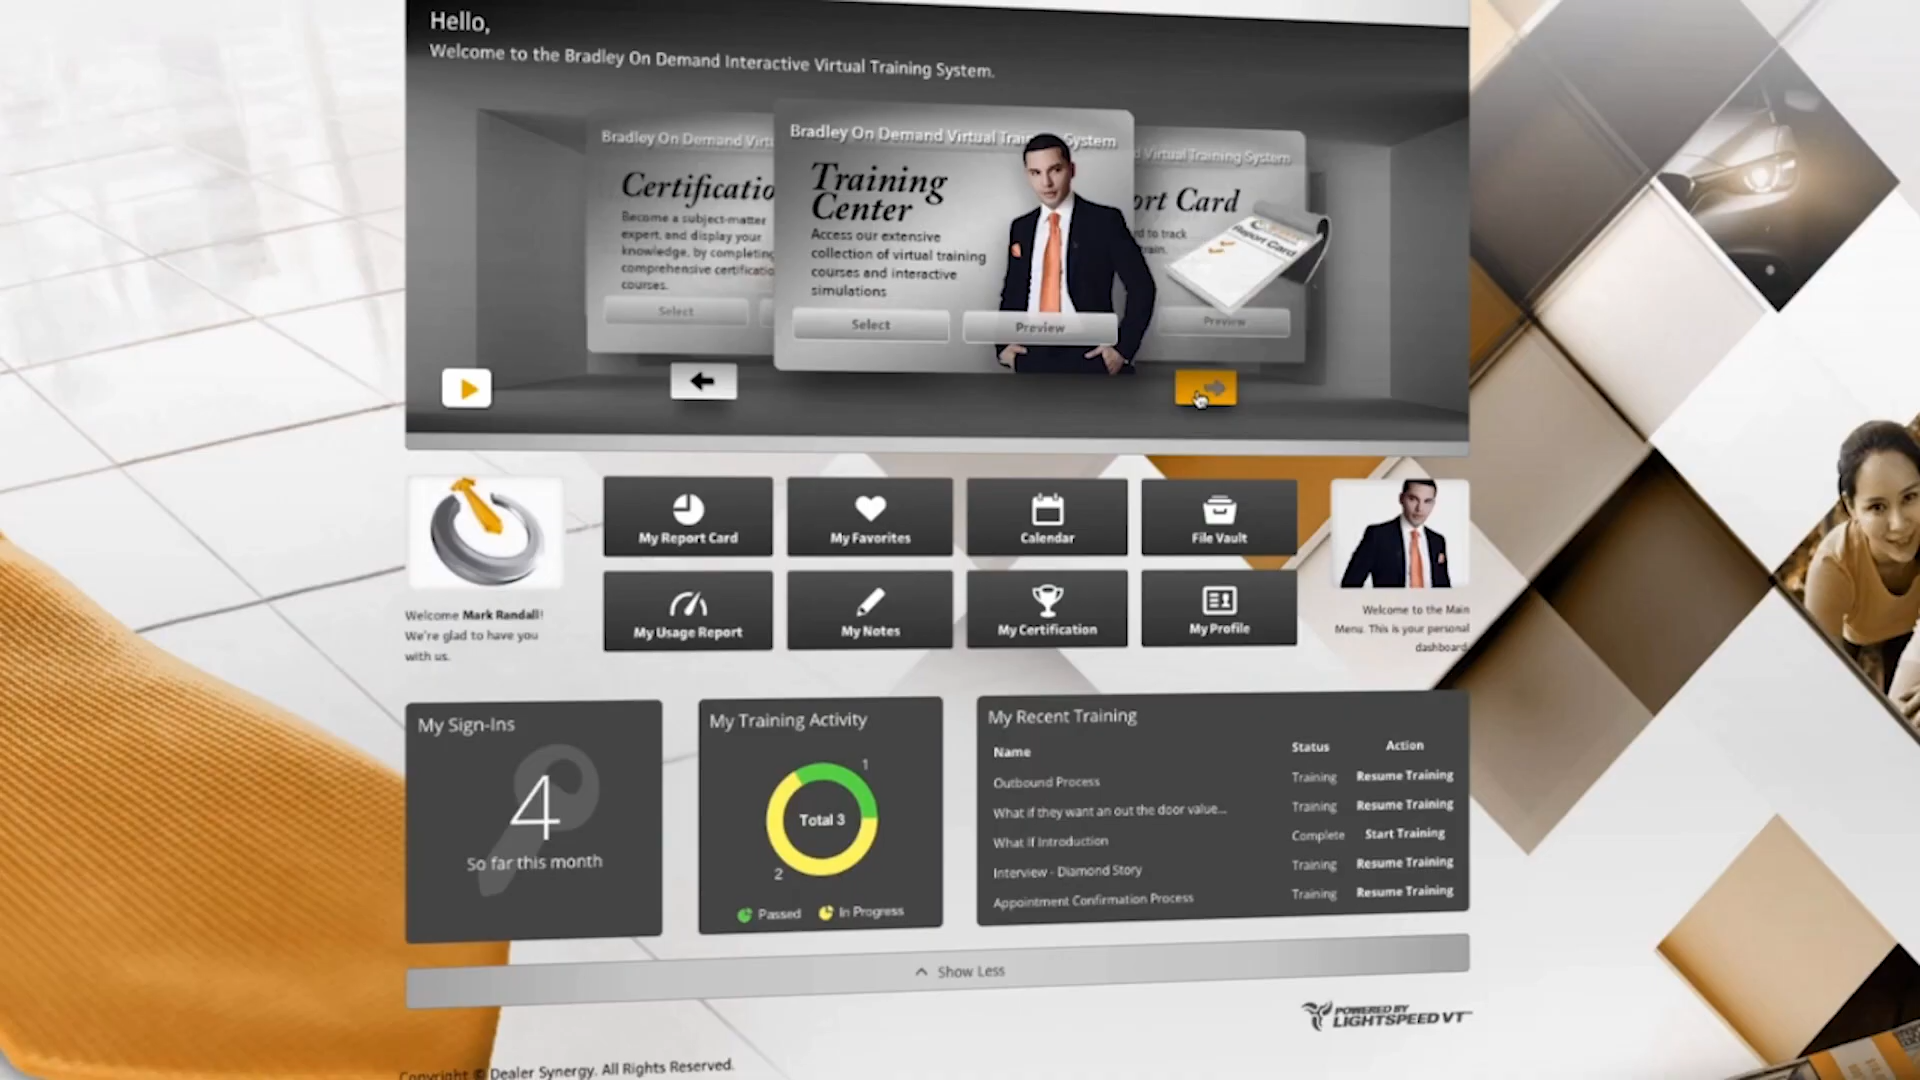 Hello,
Welcome to the Bradley On Demand Interactive Virtual Training System.
Bradley On Demand
Certificatio
Become a subject-matter
expert, and display your
knowledge, by completing
comprehensive certificatio
courses.
Select
Bradley On Demand Virtual Training System
Training
Center
Access our extensive
collection of virtual training
courses and interactive
simulations
Select
Preview
d Virtual Training System
ort Card
rd to track
rain.
Report Card
Preview
My Report Card
My Favorites
Calendar
File Vault
My Usage Report
My Notes
My Certification
My Profile
Welcome Mark Randall!
We're glad to have you
with us.
Welcome to the Main
Menu. This is your personal
dashboard.
My Sign-Ins
4
So far this month
My Training Activity
1
Total 3
2
Passed
In Progress
My Recent Training
Name Status Action
Outbound Process Training Resume Training
What if they want an out the door value... Training Resume Training
What If Introduction Complete Start Training
Interview - Diamond Story Training Resume Training
Appointment Confirmation Process Training Resume Training
Show Less
POWERED BY
LIGHTSPEED VT
Copyright © Dealer Synergy. All Rights Reserved.